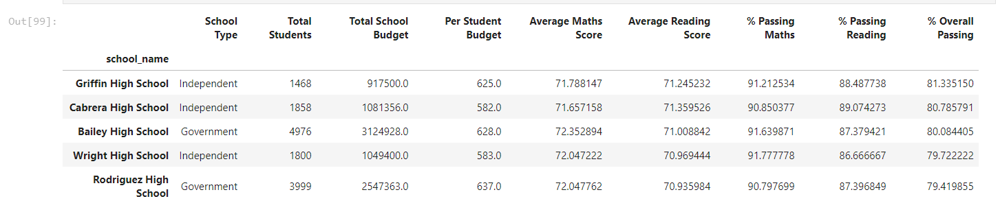 Out[99]:
School Type Total Students Total School Budget Per Student Budget Average Maths Score Average Reading Score % Passing Maths % Passing Reading % Overall Passing
school_name
Griffin High School Independent 1468 917500.0 625.0 71.788147 71.245232 91.212534 88.487738 81.335150
Cabrera High School Independent 1858 1081356.0 582.0 71.657158 71.359526 90.850377 89.074273 80.785791
Bailey High School Government 4976 3124928.0 628.0 72.352894 71.008842 91.639871 87.379421 80.084405
Wright High School Independent 1800 1049400.0 583.0 72.047222 70.969444 91.777778 86.666667 79.722222
Rodriguez High School Government 3999 2547363.0 637.0 72.047762 70.935984 90.797699 87.396849 79.419855